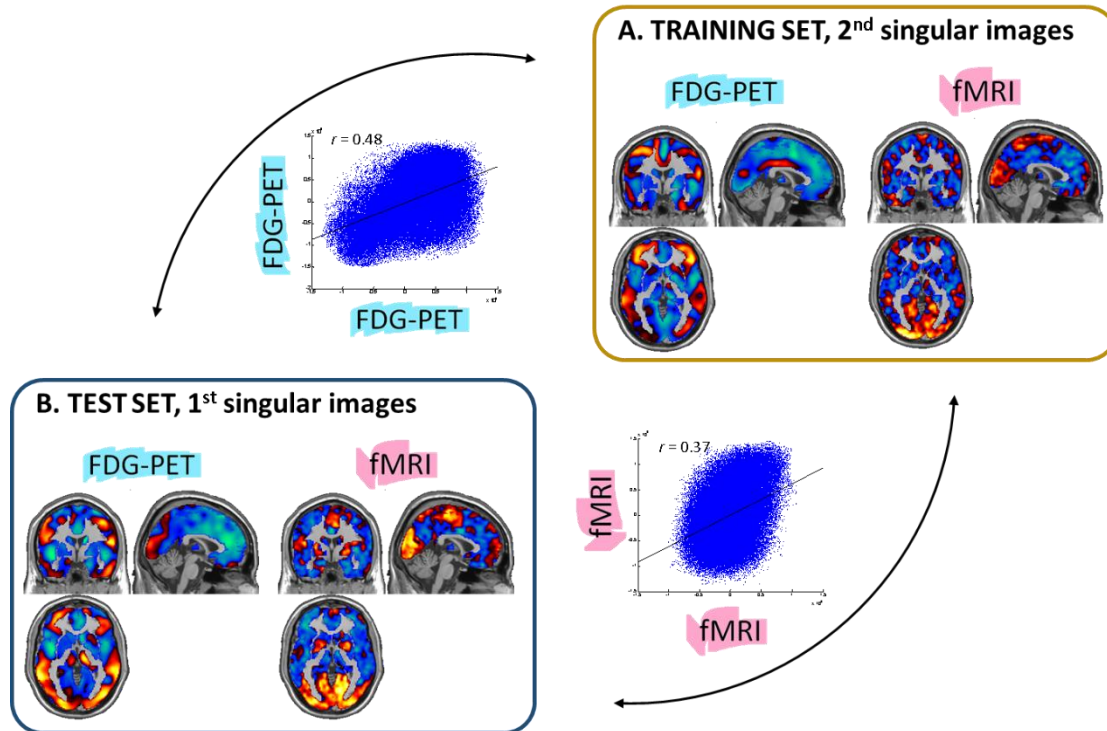 A. TRAINING SET, 2nd singular images
FDG-PET
fMRI
r = 0.48
FDG-PET
FDG-PET
B. TEST SET, 1st singular images
FDG-PET
fMRI
r = 0.37
fMRI
fMRI